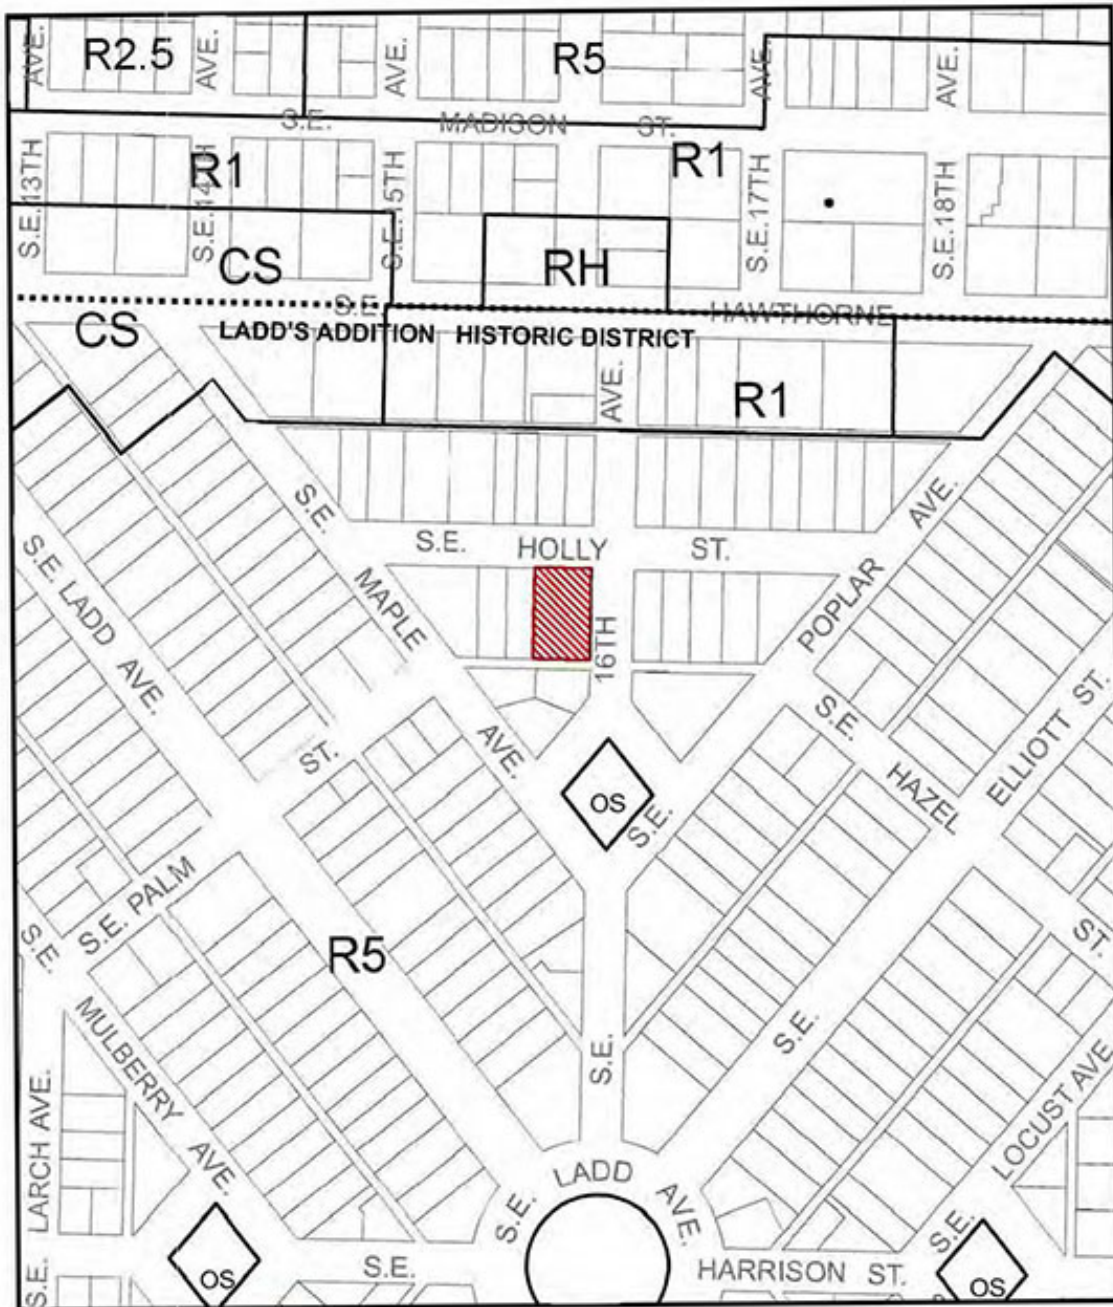 R2.5
R5
AVE.
AVE.
AVE.
AVE.
AVE.
S.E. MADISON ST.
S.E. 13TH
R1
S.E. 14TH
S.E. 15TH
R1
S.E. 17TH
S.E. 18TH
CS
RH
S.E. HAWTHORNE
CS
LADD'S ADDITION HISTORIC DISTRICT
AVE.
R1
S.E. HOLLY ST.
S.E. MAPLE AVE.
S.E. LADD AVE.
16TH
S.E. POPLAR AVE.
S.E. HAZEL ST.
S.E. ELLIOTT ST.
OS
S.E. PALM ST.
R5
S.E. MULBERRY AVE.
S.E.
S.E. LOCUST AVE.
S.E. LARCH AVE.
S.E. LADD AVE.
S.E. HARRISON ST.
OS
OS